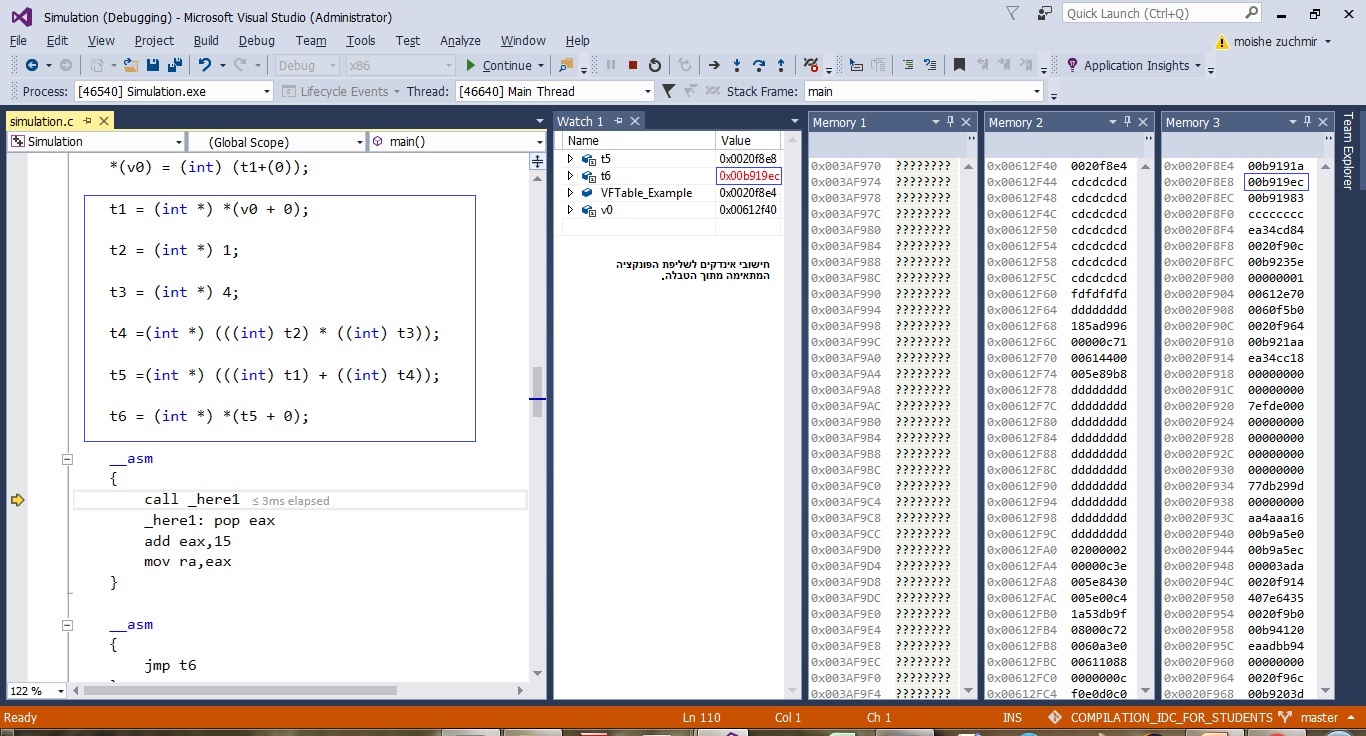 Simulation (Debugging) - Microsoft Visual Studio (Administrator)
Quick Launch (Ctrl+Q)
File Edit View Project Build Debug Team Tools Test Analyze Window Help
moishe zuchmir
Debug x86 Continue Application Insights
Process: [46540] Simulation.exe Lifecycle Events Thread: [46640] Main Thread Stack Frame: main
simulation.c
Simulation (Global Scope) main()
*(v0) = (int) (t1+(0));
t1 = (int *) *(v0 + 0);
t2 = (int *) 1;
t3 = (int *) 4;
t4 =(int *) (((int) t2) * ((int) t3));
t5 =(int *) (((int) t1) + ((int) t4));
t6 = (int *) *(t5 + 0);
__asm
{
call _here1 ≤ 3ms elapsed
_here1: pop eax
add eax,15
mov ra,eax
}
__asm
{
jmp t6
122 %
Watch 1
Name Value
t5 0x0020f8e8
t6 0x00b919ec
VFTable_Example 0x0020f8e4
v0 0x00612f40
חישובי אינדקים לשליפת הפונקציה
המתאימה מתוך הטבלה.
Memory 1
0x003AF970 ????????
0x003AF974 ????????
0x003AF978 ????????
0x003AF97C ????????
0x003AF980 ????????
0x003AF984 ????????
0x003AF988 ????????
0x003AF98C ????????
0x003AF990 ????????
0x003AF994 ????????
0x003AF998 ????????
0x003AF99C ????????
0x003AF9A0 ????????
0x003AF9A4 ????????
0x003AF9A8 ????????
0x003AF9AC ????????
0x003AF9B0 ????????
0x003AF9B4 ????????
0x003AF9B8 ????????
0x003AF9BC ????????
0x003AF9C0 ????????
0x003AF9C4 ????????
0x003AF9C8 ????????
0x003AF9CC ????????
0x003AF9D0 ????????
0x003AF9D4 ????????
0x003AF9D8 ????????
0x003AF9DC ????????
0x003AF9E0 ????????
0x003AF9E4 ????????
0x003AF9E8 ????????
0x003AF9EC ????????
0x003AF9F0 ????????
0x003AF9F4 ????????
Memory 2
0x00612F40 0020f8e4
0x00612F44 cdcdcdcd
0x00612F48 cdcdcdcd
0x00612F4C cdcdcdcd
0x00612F50 cdcdcdcd
0x00612F54 cdcdcdcd
0x00612F58 cdcdcdcd
0x00612F5C cdcdcdcd
0x00612F60 fdfdfdfd
0x00612F64 dddddddd
0x00612F68 185ad996
0x00612F6C 00000c71
0x00612F70 00614400
0x00612F74 005e89b8
0x00612F78 dddddddd
0x00612F7C dddddddd
0x00612F80 dddddddd
0x00612F84 dddddddd
0x00612F88 dddddddd
0x00612F8C dddddddd
0x00612F90 dddddddd
0x00612F94 dddddddd
0x00612F98 dddddddd
0x00612F9C dddddddd
0x00612FA0 02000002
0x00612FA4 00000c3e
0x00612FA8 005e8430
0x00612FAC 005e00c4
0x00612FB0 1a53db9f
0x00612FB4 08000c72
0x00612FB8 0060a3e0
0x00612FBC 00611088
0x00612FC0 0000000c
0x00612FC4 f0e0d0c0
Memory 3
0x0020F8E4 00b9191a
0x0020F8E8 00b919ec
0x0020F8EC 00b91983
0x0020F8F0 cccccccc
0x0020F8F4 ea34cd84
0x0020F8F8 0020f90c
0x0020F8FC 00b9235e
0x0020F900 00000001
0x0020F904 00612e70
0x0020F908 0060f5b0
0x0020F90C 0020f964
0x0020F910 00b921aa
0x0020F914 ea34cc18
0x0020F918 00000000
0x0020F91C 00000000
0x0020F920 7efde000
0x0020F924 00000000
0x0020F928 00000000
0x0020F92C 00000000
0x0020F930 00000000
0x0020F934 77db299d
0x0020F938 00000000
0x0020F93C aa4aaa16
0x0020F940 00b9a5e0
0x0020F944 00b9a5ec
0x0020F948 00003ada
0x0020F94C 0020f914
0x0020F950 407e6435
0x0020F954 0020f9b0
0x0020F958 00b94120
0x0020F95C eaadbb94
0x0020F960 00000000
0x0020F964 0020f96c
0x0020F968 00b9203d
Team Explorer
Ready Ln 110 Col 1 Ch 1 INS COMPILATION_IDC_FOR_STUDENTS master